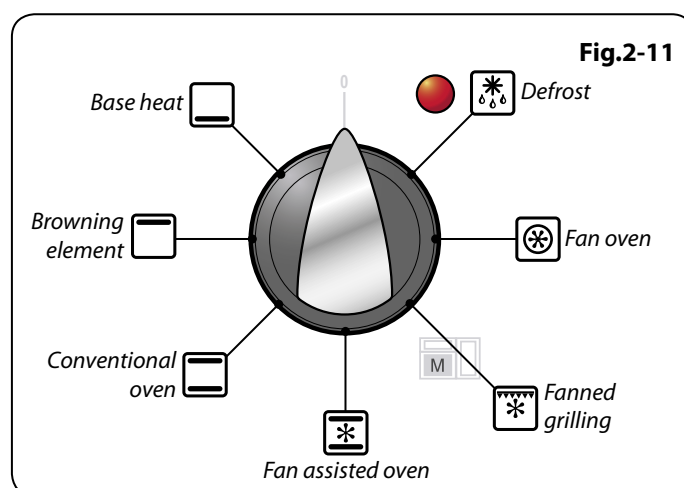 Fig.2-11
0
Defrost
Base heat
Browning
element
Fan oven
Conventional
oven
M
Fanned
grilling
Fan assisted oven